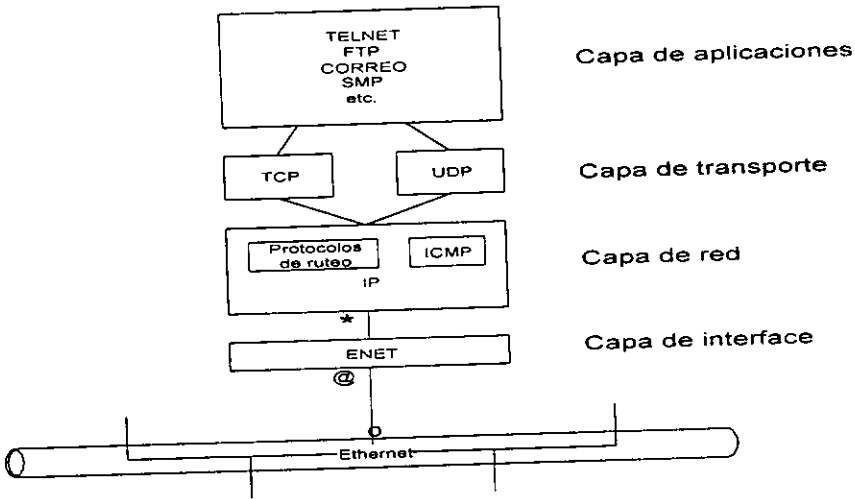 TELNET
FTP
CORREO
SMP
etc.
Capa de aplicaciones
TCP
UDP
Capa de transporte
Protocolos
de ruteo
ICMP
IP
Capa de red
*
ENET
Capa de interface
@
Ethernet